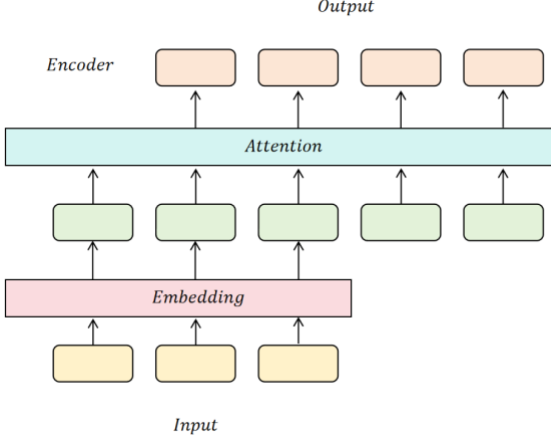 Output
Encoder
Attention
Embedding
Input